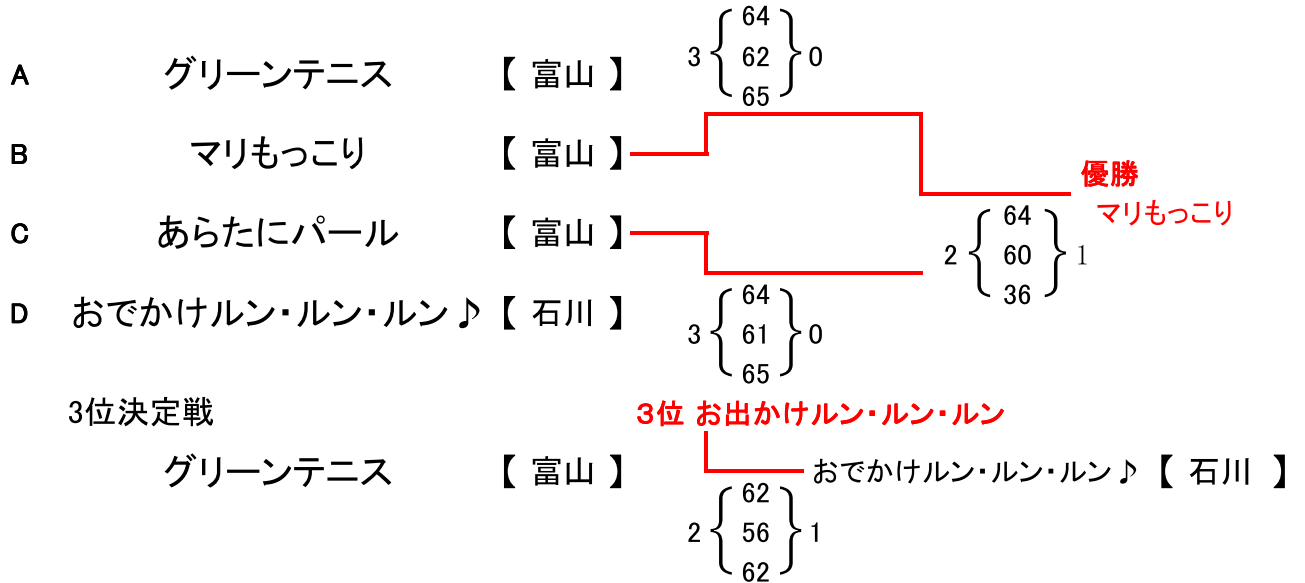 64
3 { 62 } 0
65
A グリーンテニス 【 富山 】
B マリもっこり 【 富山 】
優勝
マリもっこり
C あらたにパール 【 富山 】
64
2 { 60 } 1
36
D おでかけルン・ルン・ルン♪ 【 石川 】
64
3 { 61 } 0
65
3位決定戦
３位 お出かけルン・ルン・ルン
グリーンテニス 【 富山 】
おでかけルン・ルン・ルン♪ 【 石川 】
62
2 { 56 } 1
62